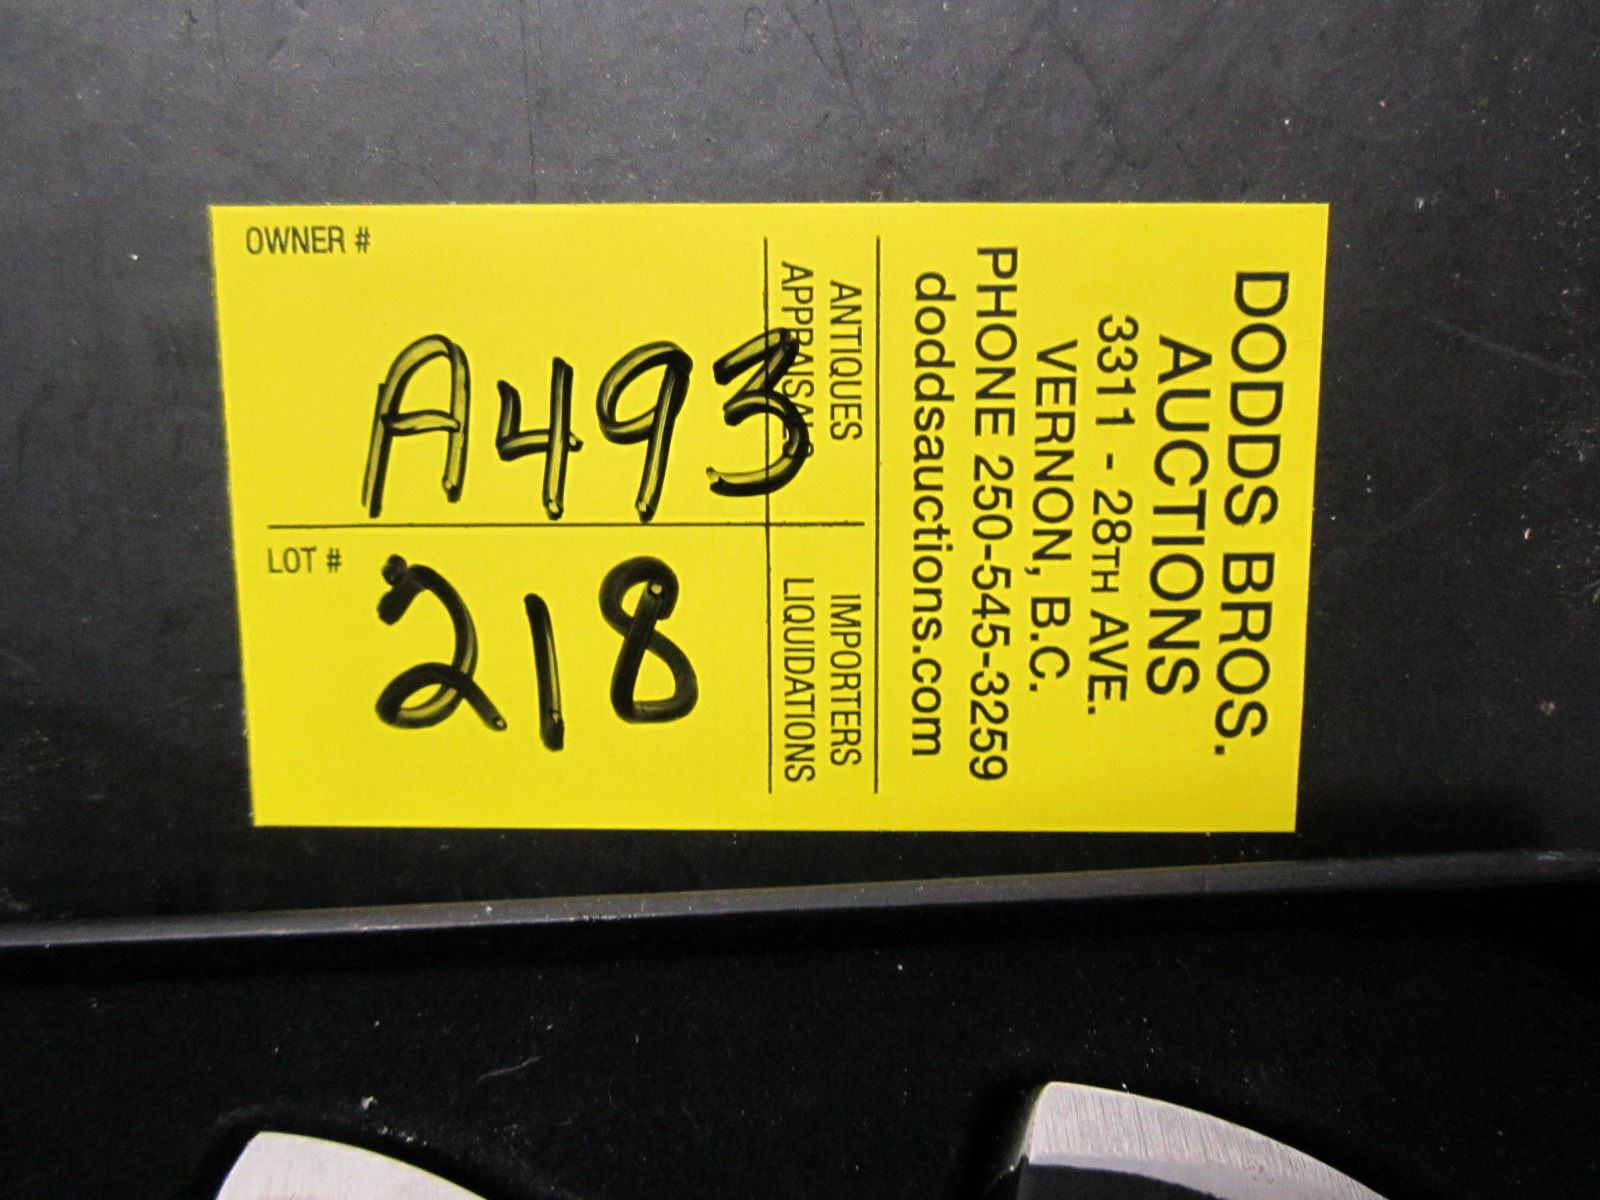 DODDS BROS.
AUCTIONS
3311 - 28TH AVE.
VERNON, B.C.
PHONE 250-545-3259
doddsauctions.com
ANTIQUES
APPRAISALS
IMPORTERS
LIQUIDATIONS
OWNER #
A493
LOT #
218